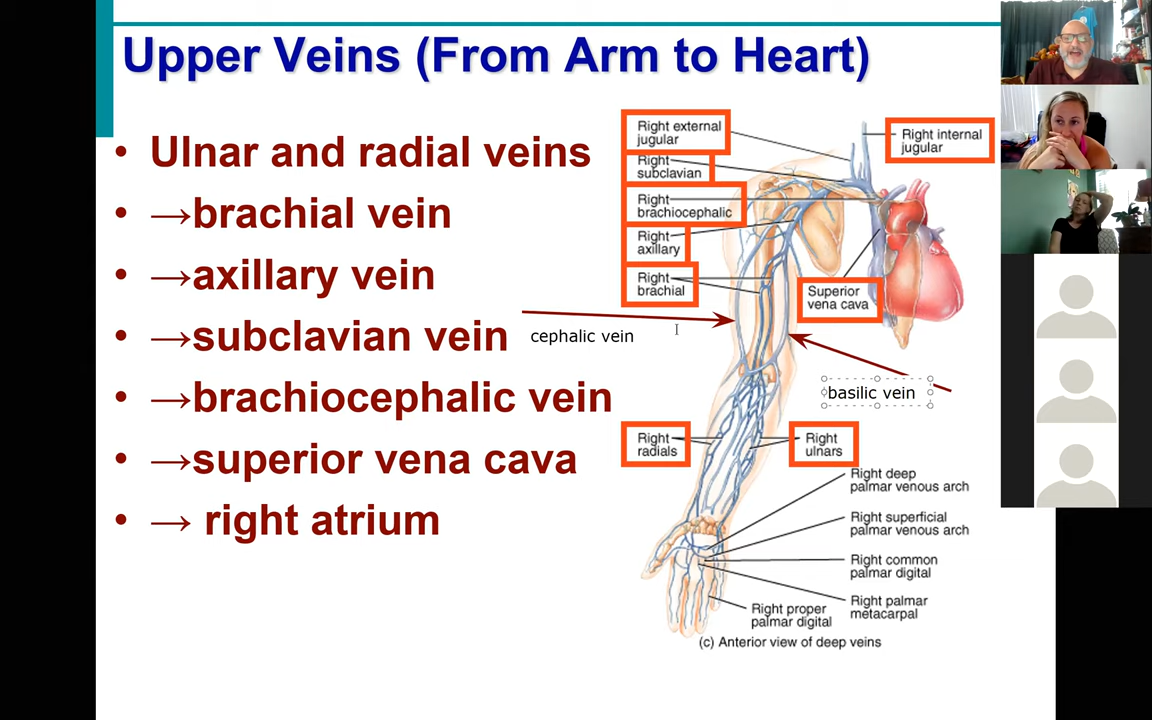 Upper Veins (From Arm to Heart)
• Ulnar and radial veins
• →brachial vein
• →axillary vein
• →subclavian vein
• →brachiocephalic vein
• →superior vena cava
• → right atrium
Right external
jugular
Right
subclavian
Right
brachiocephalic
Right
axillary
Right
brachial
Right internal
jugular
Superior
vena cava
cephalic vein
basilic vein
Right
radials
Right
ulnars
Right deep
palmar venous arch
Right superficial
palmar venous arch
Right common
palmar digital
Right palmar
metacarpal
Right proper
palmar digital
(c) Anterior view of deep veins